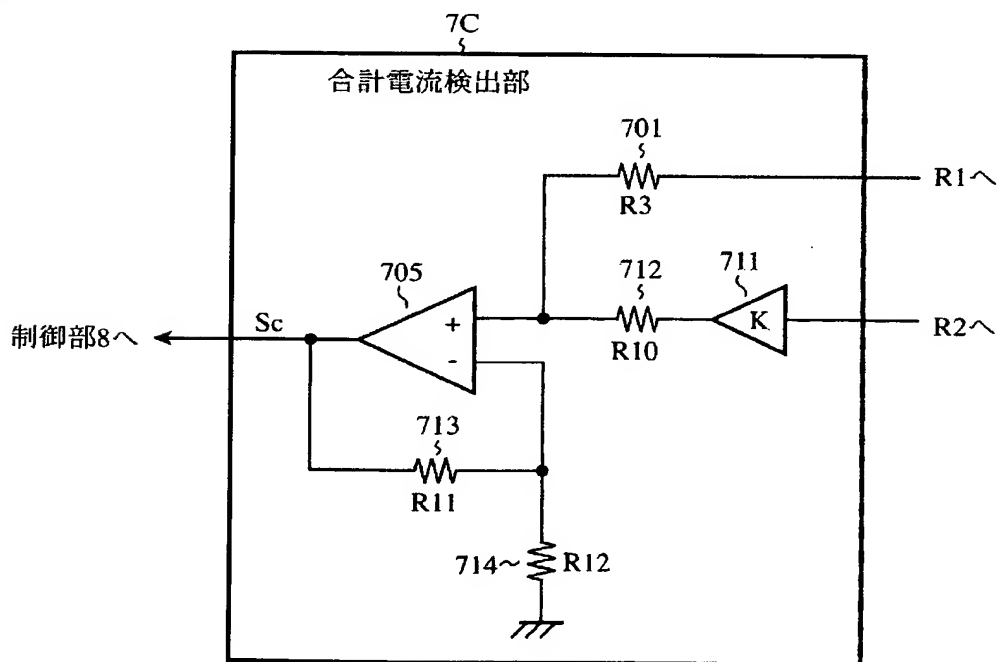 7C
合計電流検出部
701
R3
R1へ
705
712
711
K
R10
R2へ
+
-
Sc
制御部8へ
713
R11
714
R12